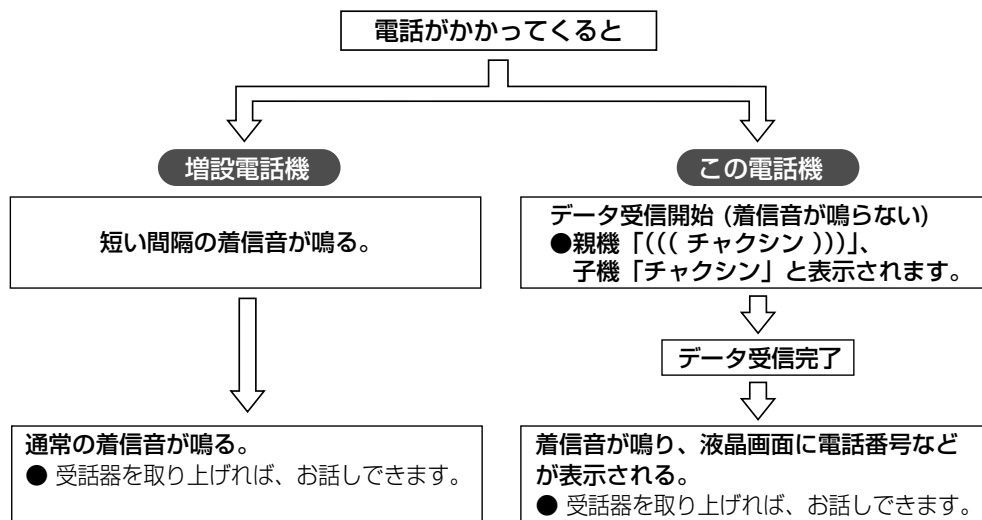 電話がかかってくると
増設電話機
短い間隔の着信音が鳴る。
通常の着信音が鳴る。
● 受話器を取り上げれば、お話しできます。
この電話機
データ受信開始 (着信音が鳴らない)
●親機「((( チャクシン )))」、
子機「チャクシン」と表示されます。
データ受信完了
着信音が鳴り、液晶画面に電話番号など
が表示される。
● 受話器を取り上げれば、お話しできます。